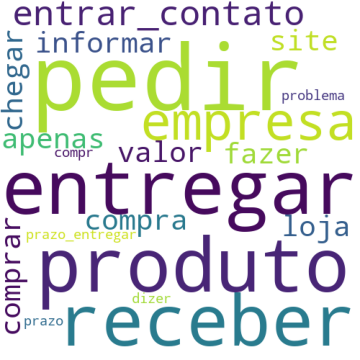 entrar_contato
chegar
informar
site
pedir
problema
apenas
empresa
compr
valor
fazer
entregar
comprar
compra
loja
prazo_entregar
produto
dizer
receber
prazo